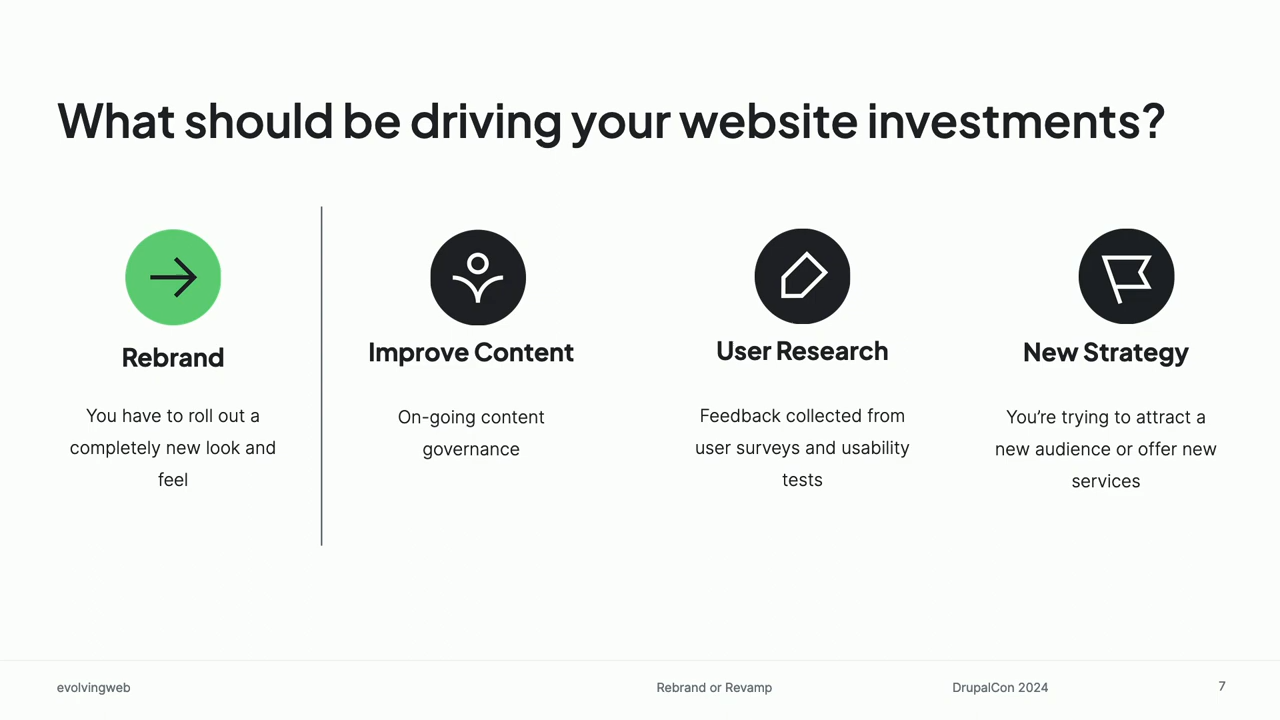 What should be driving your website investments?
Rebrand
You have to roll out a
completely new look and
feel
Improve Content
On-going content
governance
User Research
Feedback collected from
user surveys and usability
tests
New Strategy
You’re trying to attract a
new audience or offer new
services
evolvingweb
Rebrand or Revamp
DrupalCon 2024
7